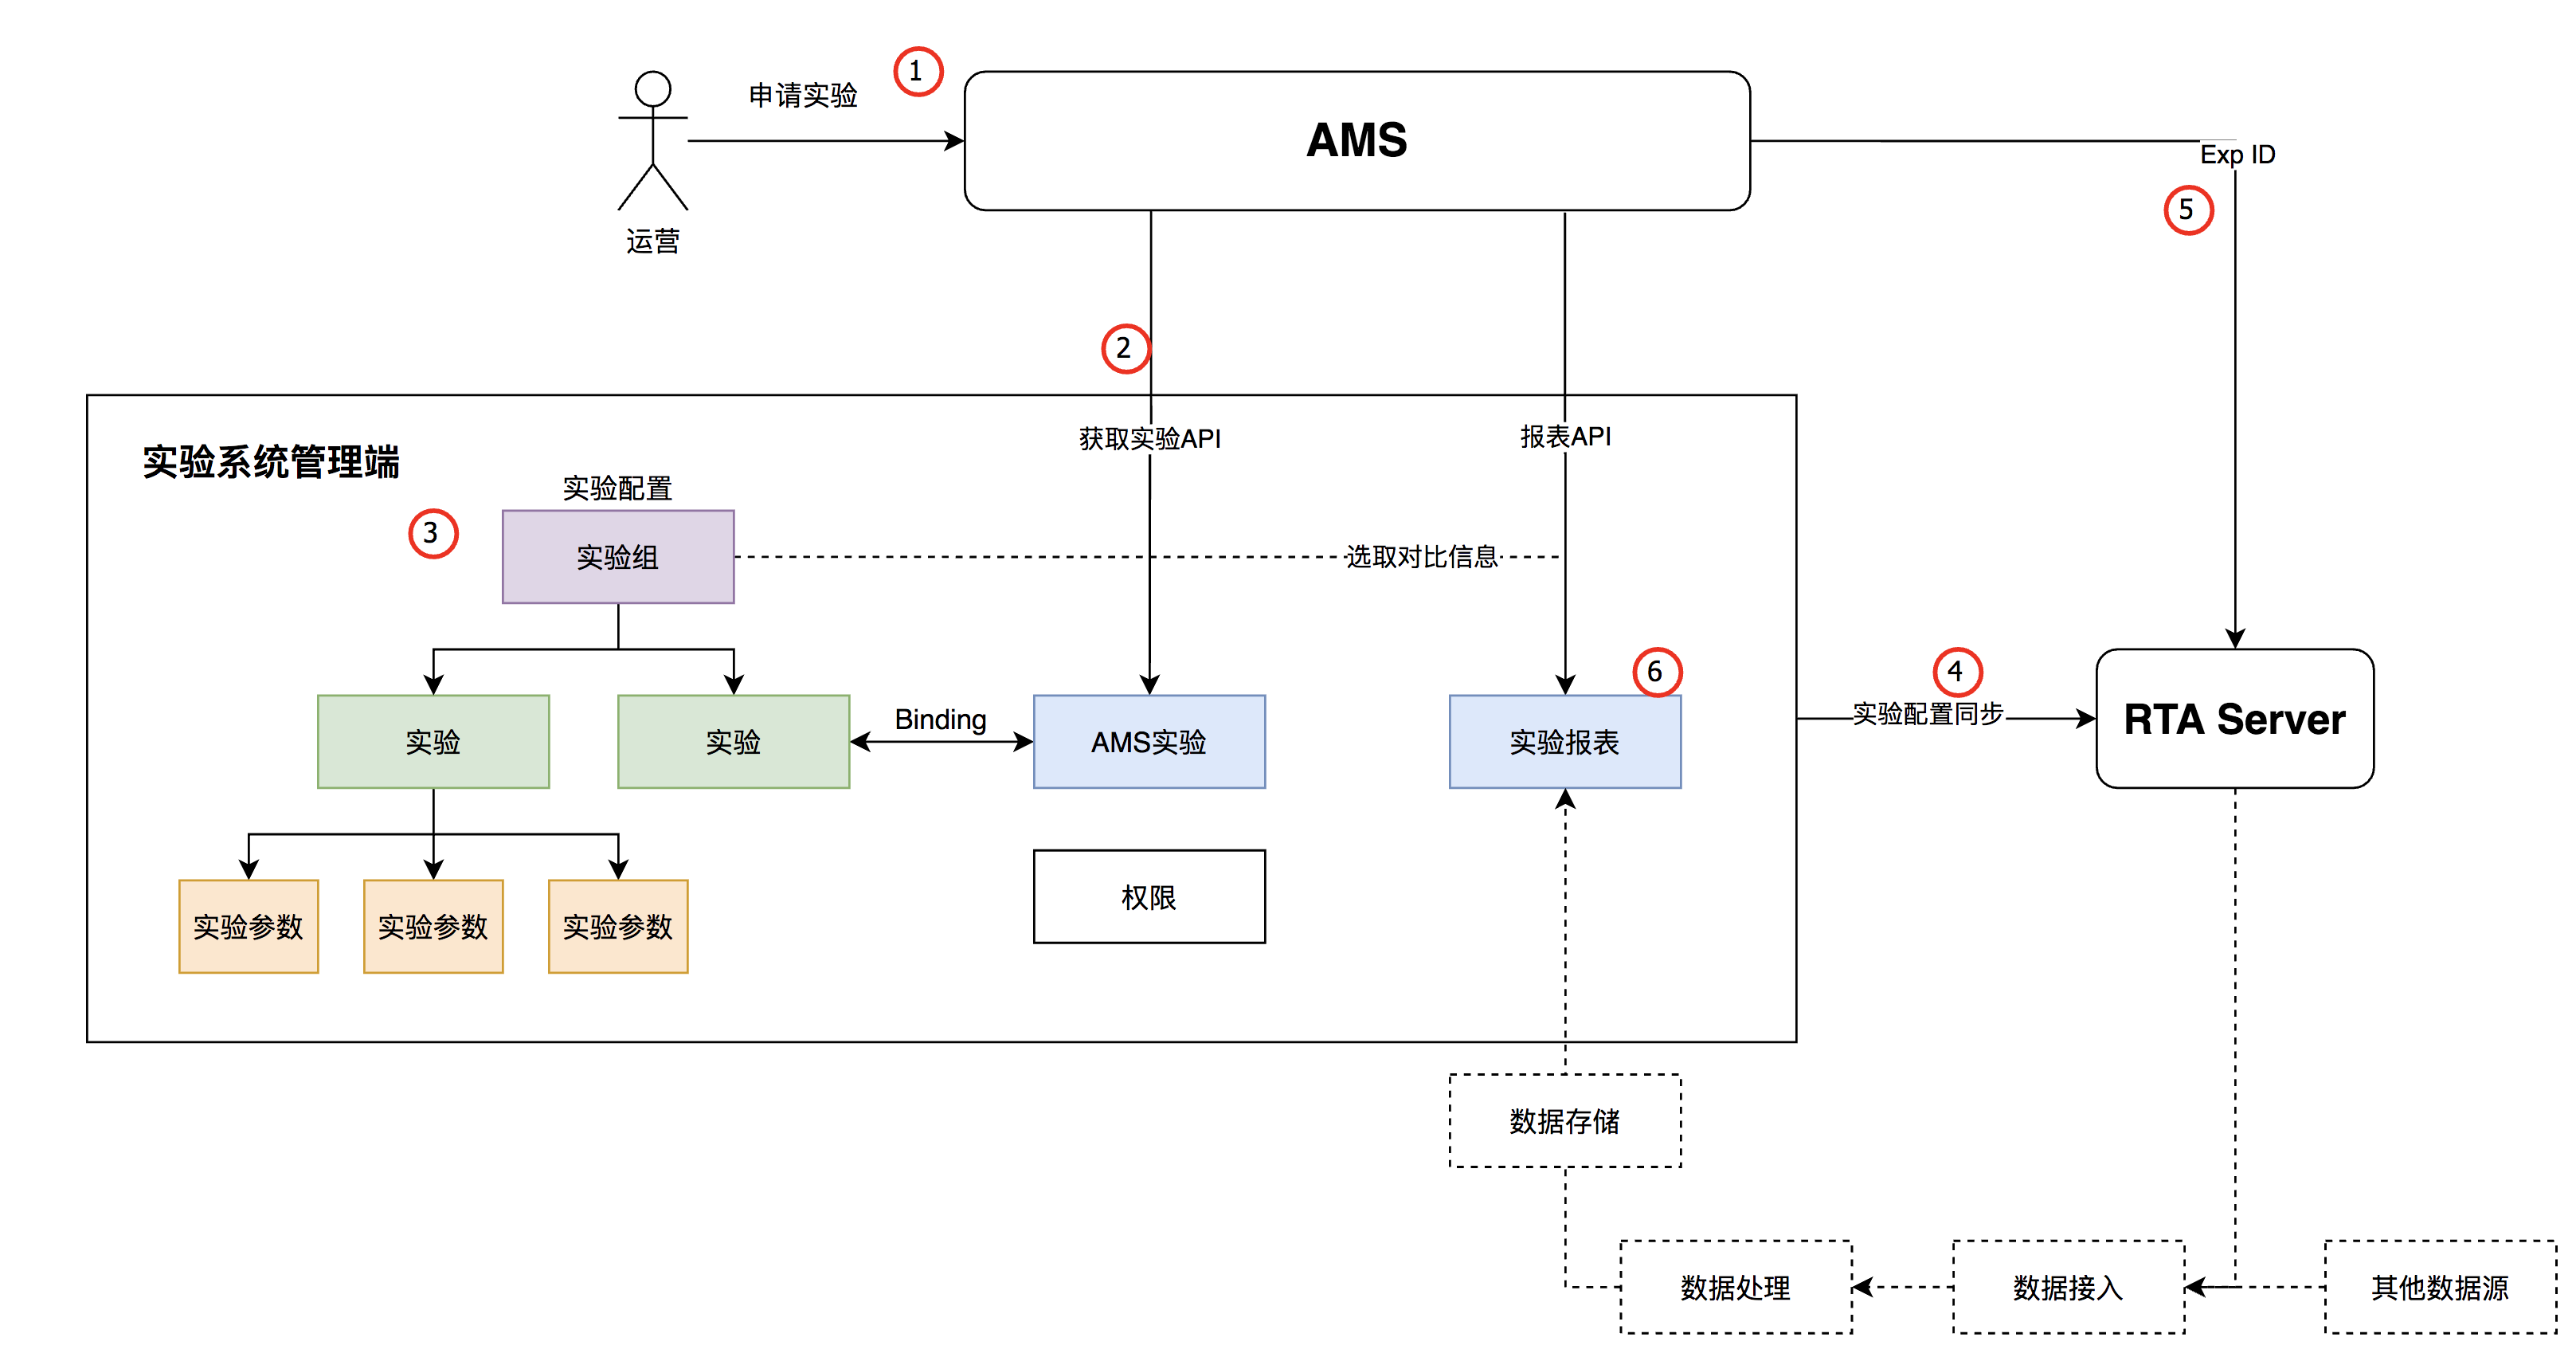 申请实验
1
AMS
Exp ID
5
运营
2
获取实验API
报表API
实验系统管理端
实验配置
3
实验组
选取对比信息
6
4
实验
实验
Binding
AMS实验
实验报表
实验配置同步
RTA Server
权限
实验参数
实验参数
实验参数
数据存储
数据处理
数据接入
其他数据源